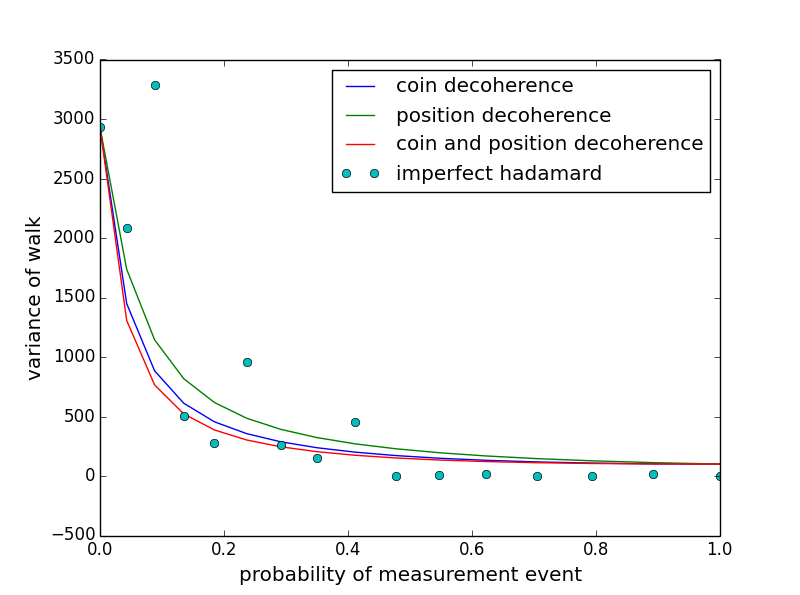 3500
3000
2500
2000
1500
1000
500
0
−500
variance of walk
coin decoherence
position decoherence
coin and position decoherence
imperfect hadamard
0.0 0.2 0.4 0.6 0.8 1.0
probability of measurement event